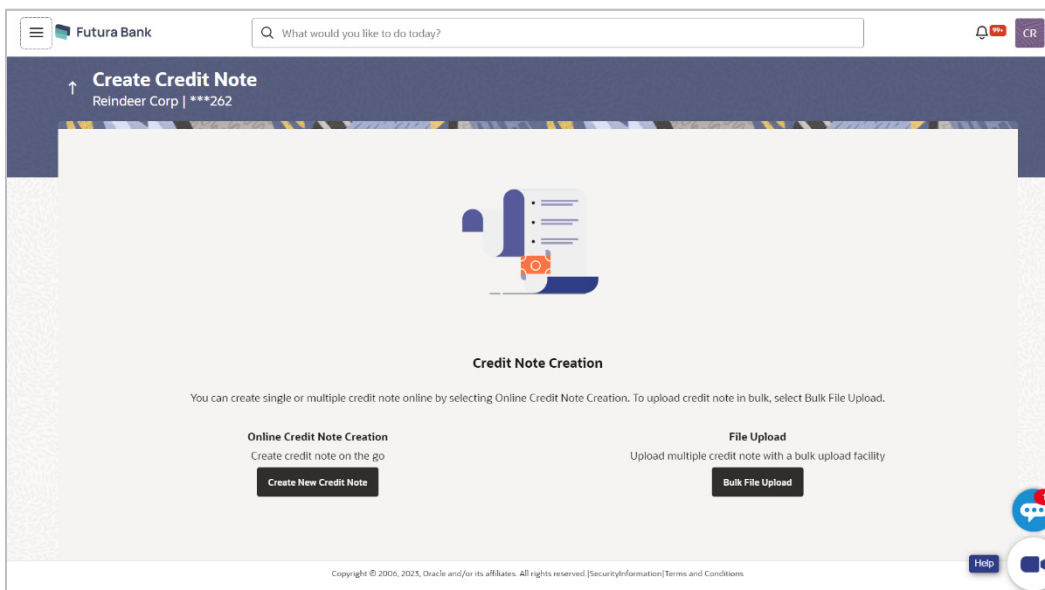 Futura Bank
What would you like to do today?
99+
CR
Create Credit Note
Reindeer Corp | ***262
Credit Note Creation
You can create single or multiple credit note online by selecting Online Credit Note Creation. To upload credit note in bulk, select Bulk File Upload.
Online Credit Note Creation
File Upload
Create credit note on the go
Upload multiple credit note with a bulk upload facility
Create New Credit Note
Bulk File Upload
Help
Copyright © 2006, 2023, Oracle and/or its affiliates. All rights reserved.|SecurityInformation|Terms and Conditions